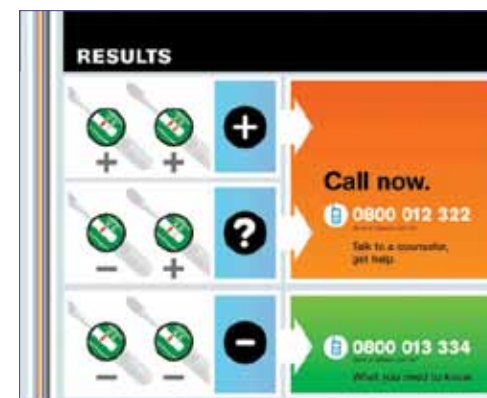 RESULTS
+ + +
Call now.
- + ?
0800 012 322
Talk to a counselor,
get help.
- - -
0800 013 334
What you need to know.